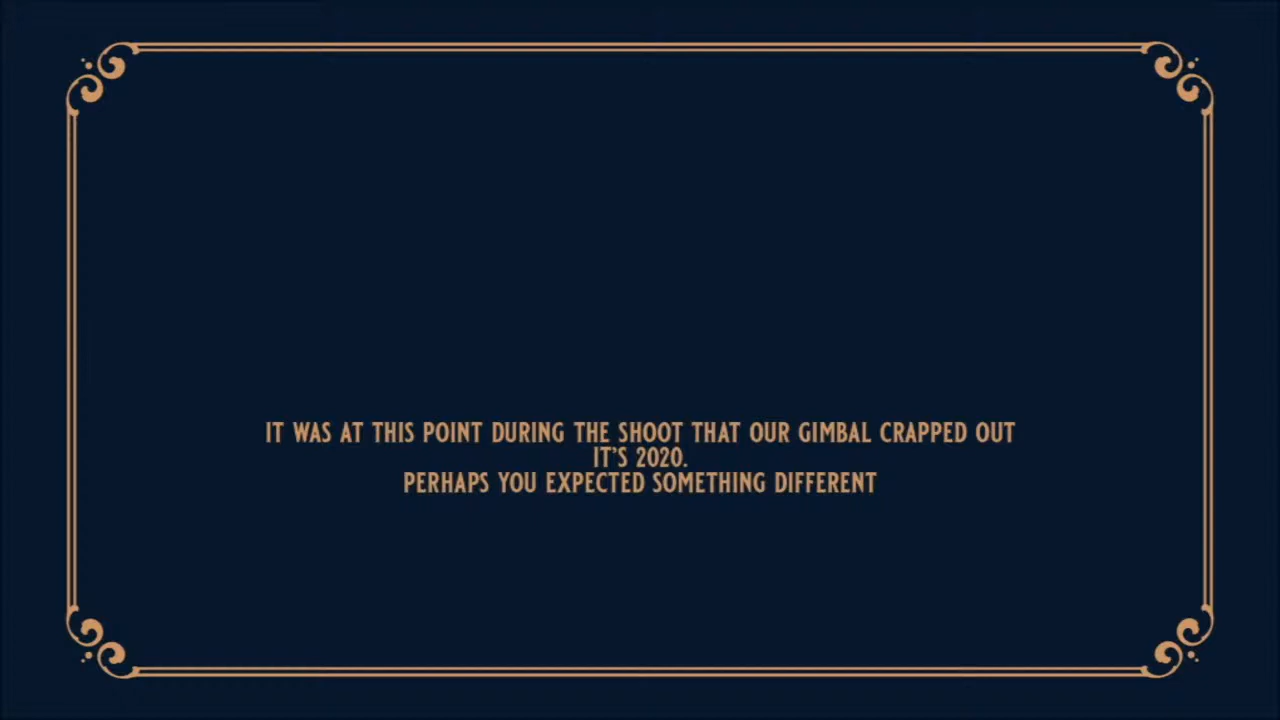 IT WAS AT THIS POINT DURING THE SHOOT THAT OUR GIMBAL CRAPPED OUT
IT'S 2020.
PERHAPS YOU EXPECTED SOMETHING DIFFERENT